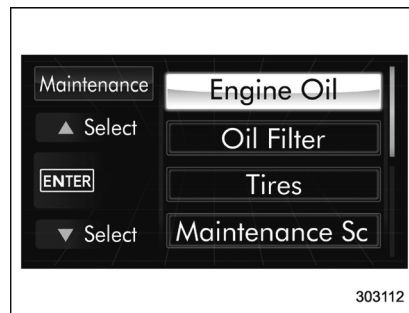 Maintenance
▲ Select
ENTER
▼ Select
Engine Oil
Oil Filter
Tires
Maintenance Sc
303112